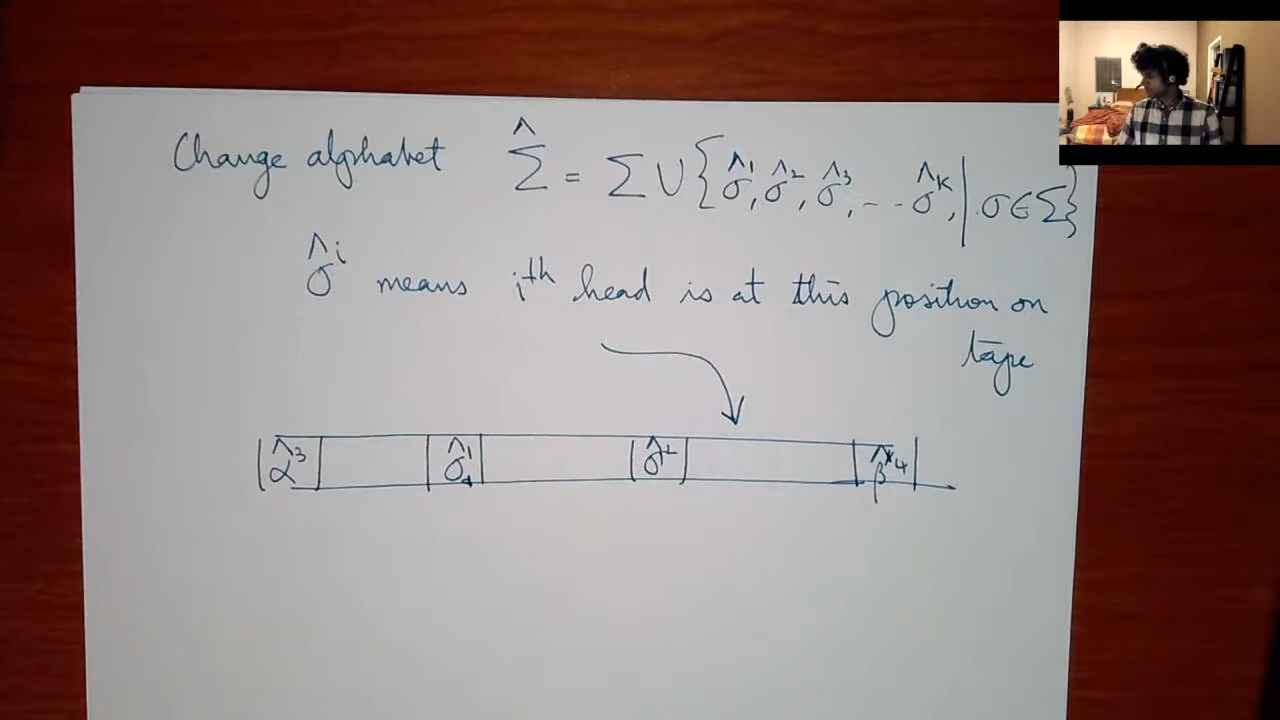 Change alphabet Σ̂ = Σ ∪ {σ̂¹, σ̂², σ̂³, --- σ̂ᴷ, | σ ∈ Σ}
σ̂ⁱ means iᵗʰ head is at this position on
tape
α̂³ σ̂¹ σ̂² β̂⁴